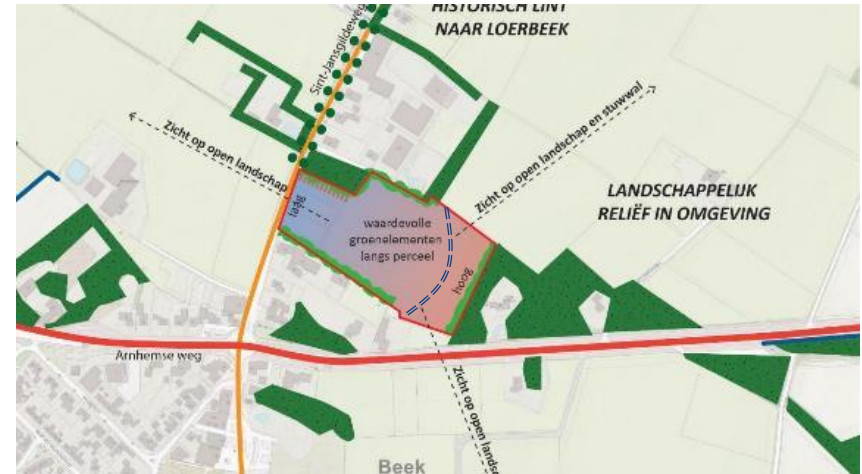 HISTORISCH LINT
NAAR LOERBEEK
Sint-Jansgildeweg
Zicht op open landschap
Zicht op open landschap en stuwwal
LANDSCHAPPELIJK
RELIËF IN OMGEVING
laag
waardevolle
groenelementen
langs perceel
hoog
Arnhemse weg
Zicht op open landsc
Beek